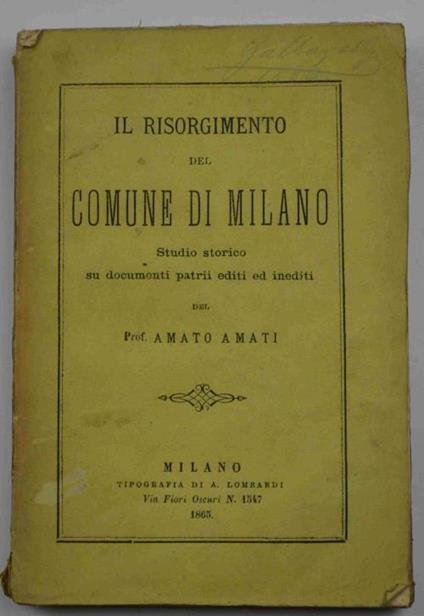 IL RISORGIMENTO
DEL
COMUNE DI MILANO
Studio storico
su documenti patrii editi ed inediti
DEL
Prof. AMATO AMATI
MILANO
TIPOGRAFIA DI A. LOMBARDI
Via Fiori Oscuri N. 1547
1865.